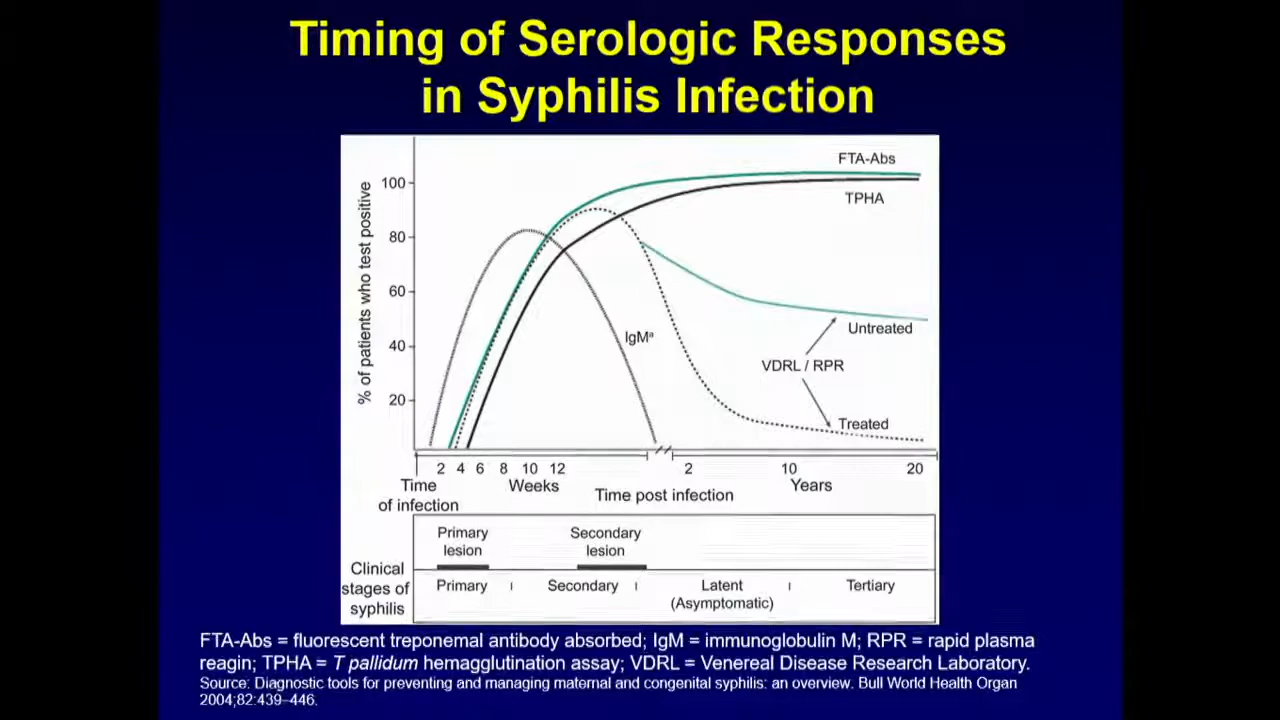 Timing of Serologic Responses
in Syphilis Infection
% of patients who test positive
100
80
60
40
20
FTA-Abs
TPHA
IgMª
Untreated
VDRL / RPR
Treated
2 4 6 8 10 12
2 10 20
Time
of infection
Weeks
Time post infection
Years
Primary
lesion
Secondary
lesion
Clinical
stages of
syphilis
Primary
Secondary
Latent
(Asymptomatic)
Tertiary
FTA-Abs = fluorescent treponemal antibody absorbed; IgM = immunoglobulin M; RPR = rapid plasma
reagin; TPHA = T pallidum hemagglutination assay; VDRL = Venereal Disease Research Laboratory.
Source: Diagnostic tools for preventing and managing maternal and congenital syphilis: an overview. Bull World Health Organ
2004;82:439–446.